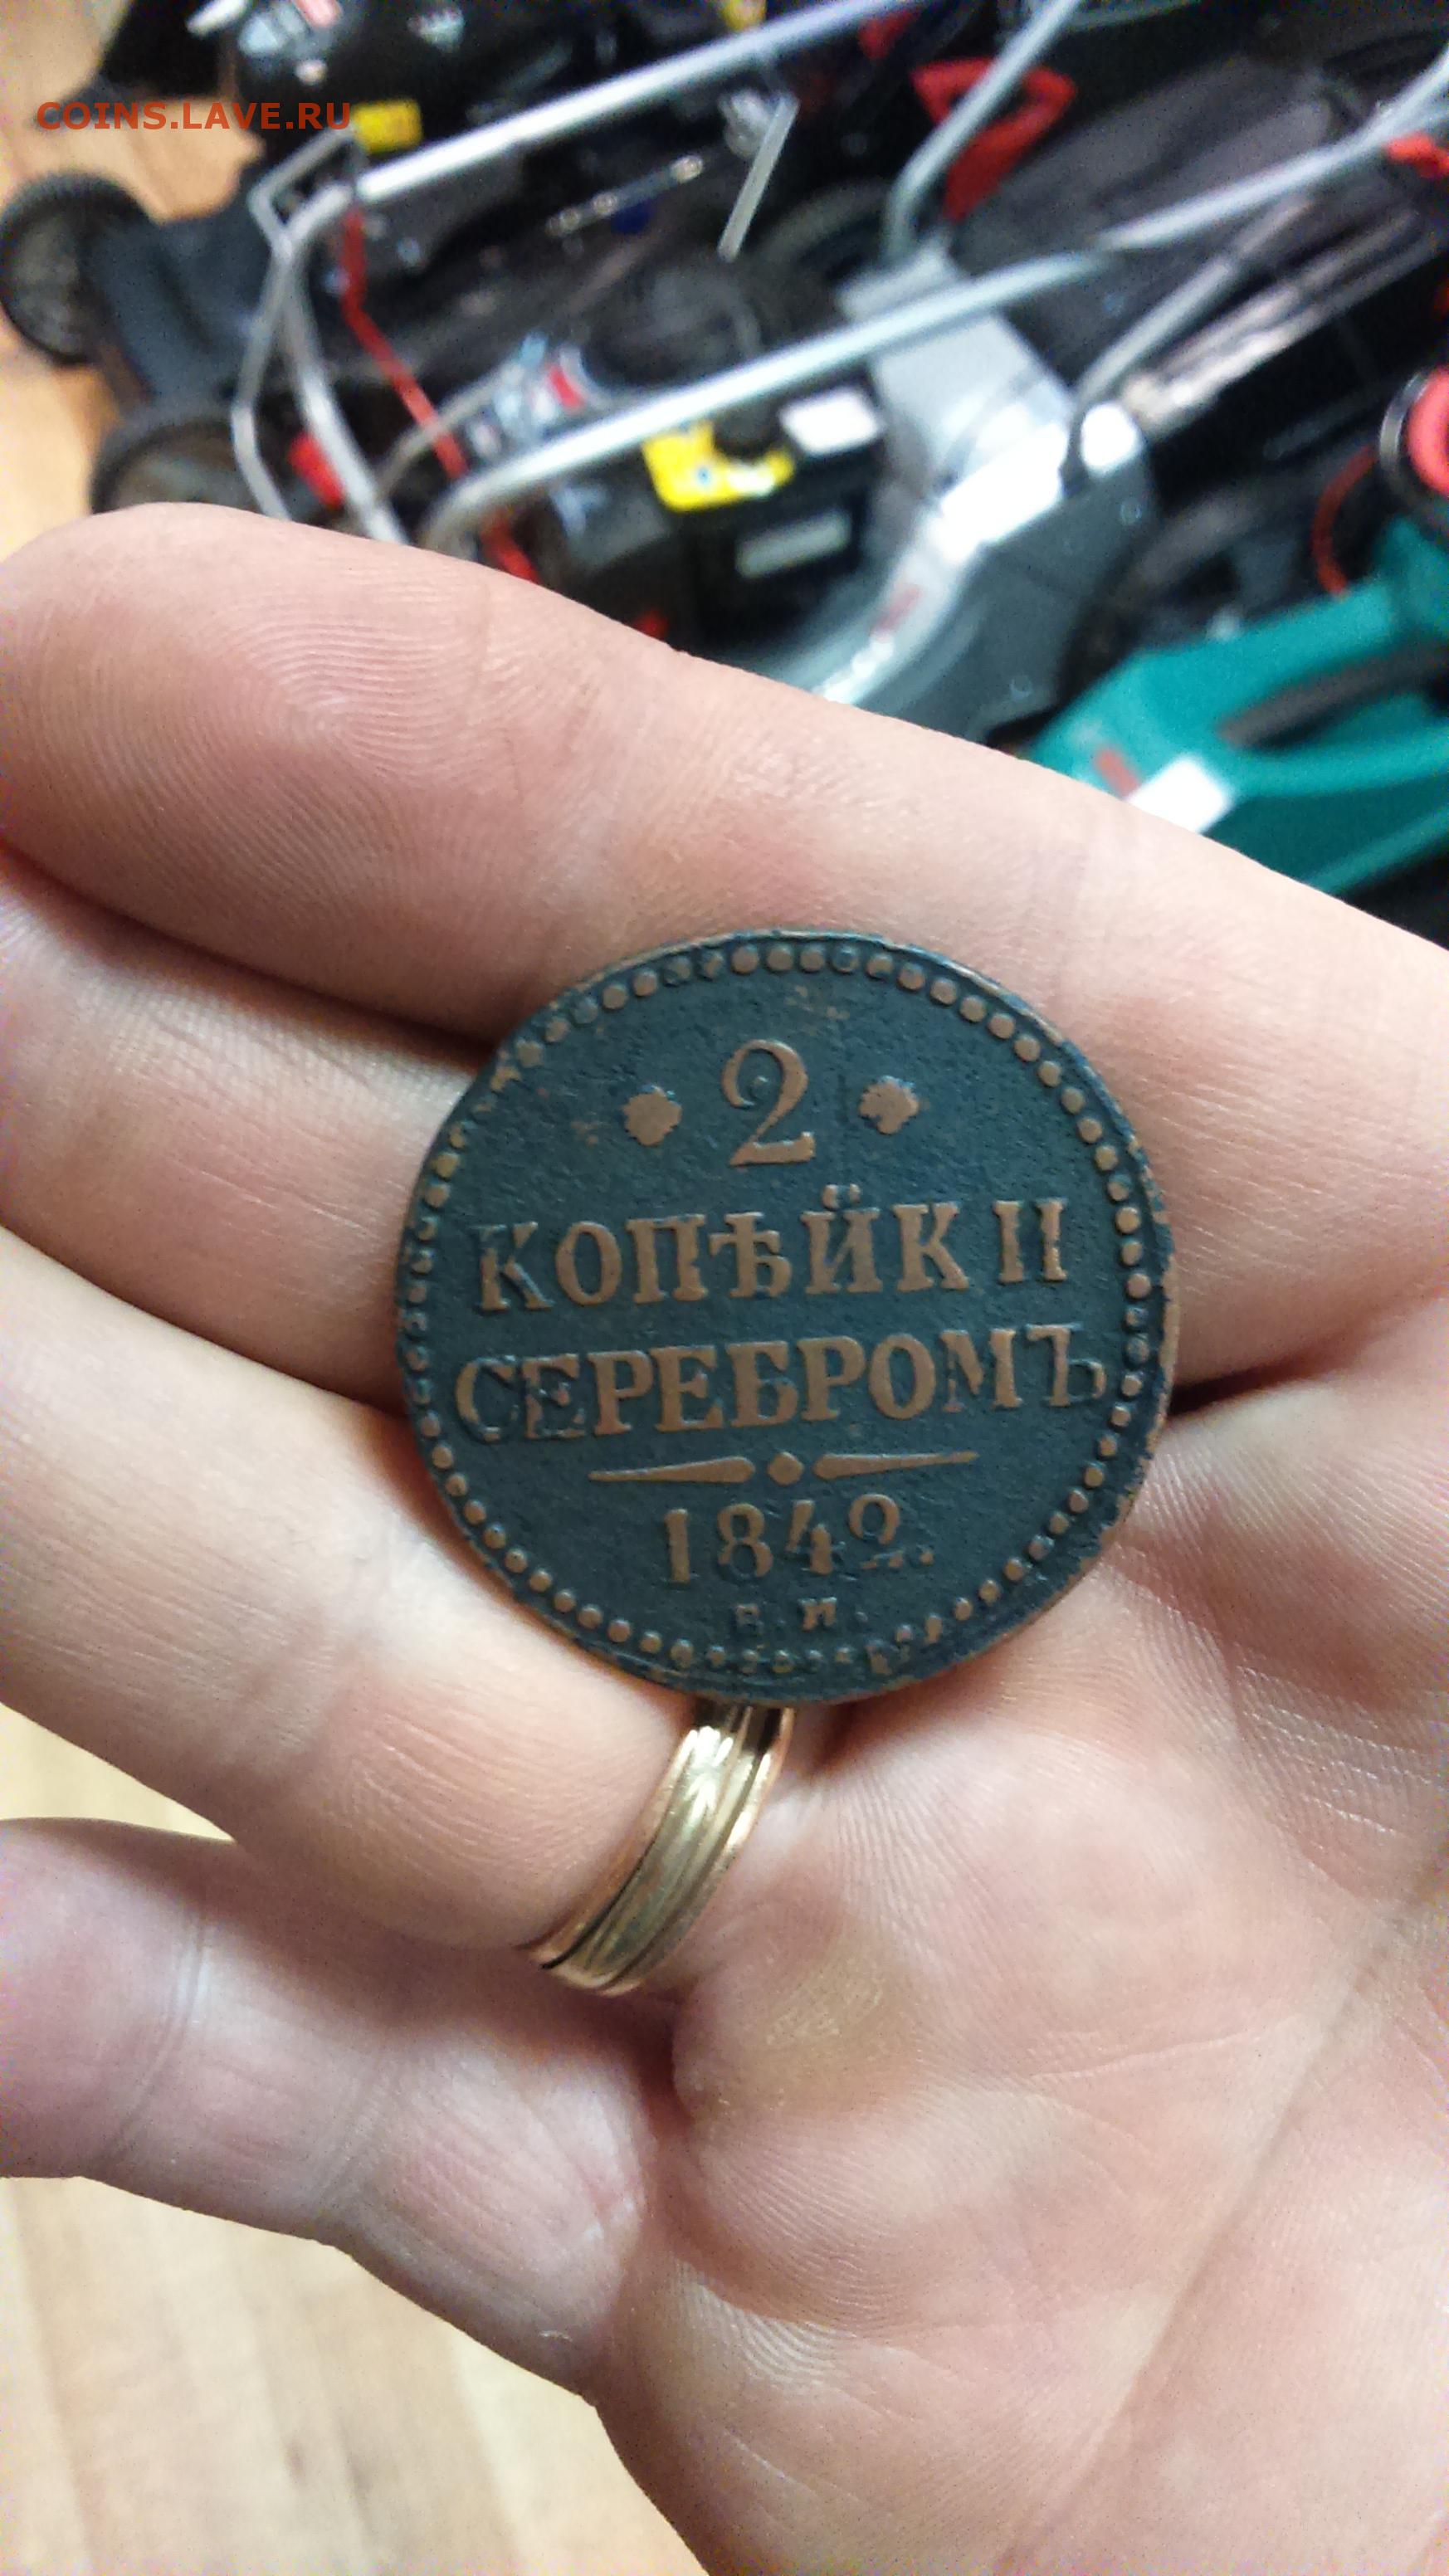 COINS.LAVE.RU
2
КОПѢЙКИ
СЕРЕБРОМЪ
1842.
Е. М.